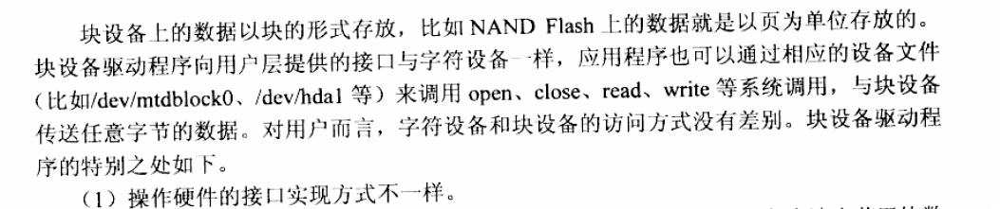 块设备上的数据以块的形式存放，比如 NAND Flash 上的数据就是以页为单位存放的。
块设备驱动程序向用户层提供的接口与字符设备一样，应用程序也可以通过相应的设备文件
（比如/dev/mtdblock0、/dev/hda1 等）来调用 open、close、read、write 等系统调用，与块设备
传送任意字节的数据。对用户而言，字符设备和块设备的访问方式没有差别。块设备驱动程
序的特别之处如下。
（1）操作硬件的接口实现方式不一样。